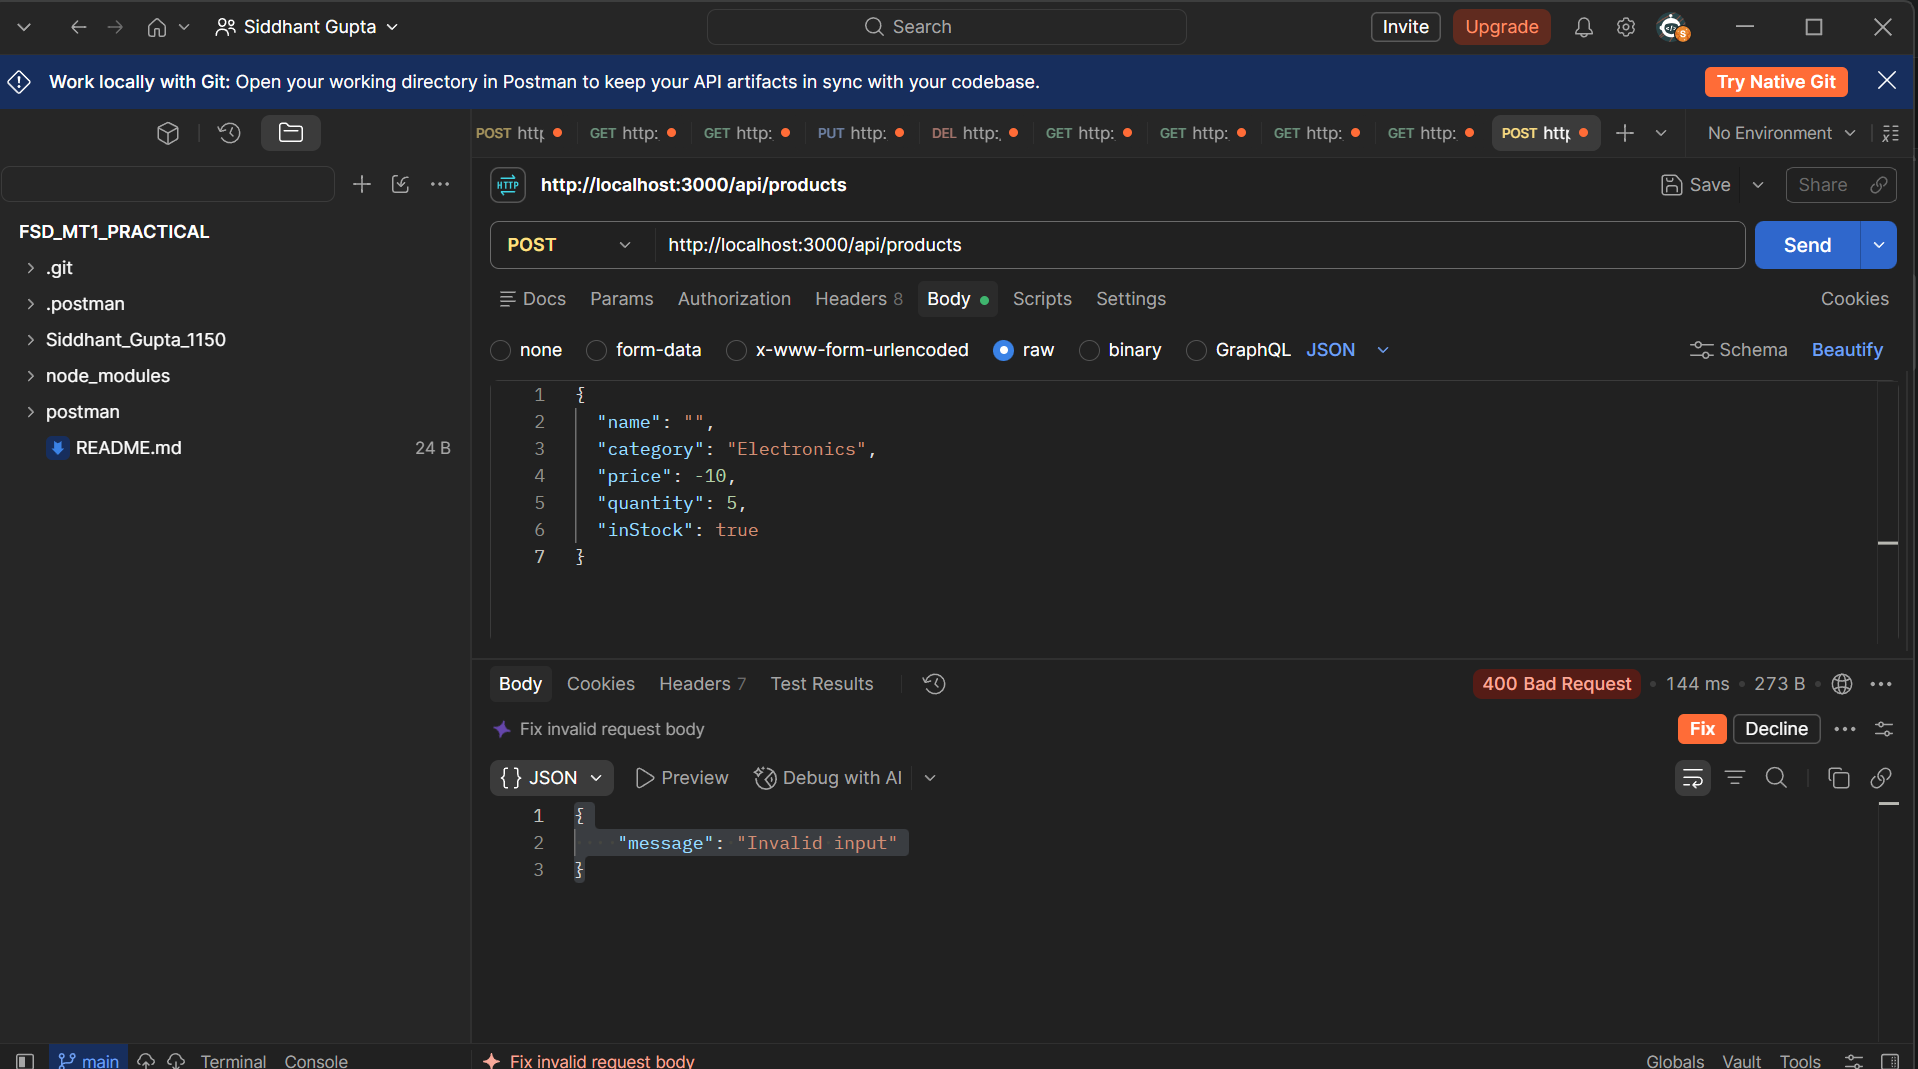 Siddhant Gupta
Search
Invite
Upgrade
Work locally with Git: Open your working directory in Postman to keep your API artifacts in sync with your codebase.
Try Native Git
POST http
GET http:
GET http:
PUT http:
DEL http:
GET http:
GET http:
GET http:
GET http:
POST http
No Environment
HTTP
http://localhost:3000/api/products
Save
Share
FSD_MT1_PRACTICAL
.git
.postman
Siddhant_Gupta_1150
node_modules
postman
README.md 24 B
POST
http://localhost:3000/api/products
Send
Docs Params Authorization Headers 8 Body Scripts Settings Cookies
none form-data x-www-form-urlencoded raw binary GraphQL JSON Schema Beautify
1 {
2 "name": "",
3 "category": "Electronics",
4 "price": -10,
5 "quantity": 5,
6 "inStock": true
7 }
Body Cookies Headers 7 Test Results
400 Bad Request • 144 ms • 273 B •
Fix invalid request body
Fix
Decline
{} JSON Preview Debug with AI
1 {
2 "message": "Invalid input"
3 }
main
Terminal
Console
Fix invalid request body
Globals
Vault
Tools